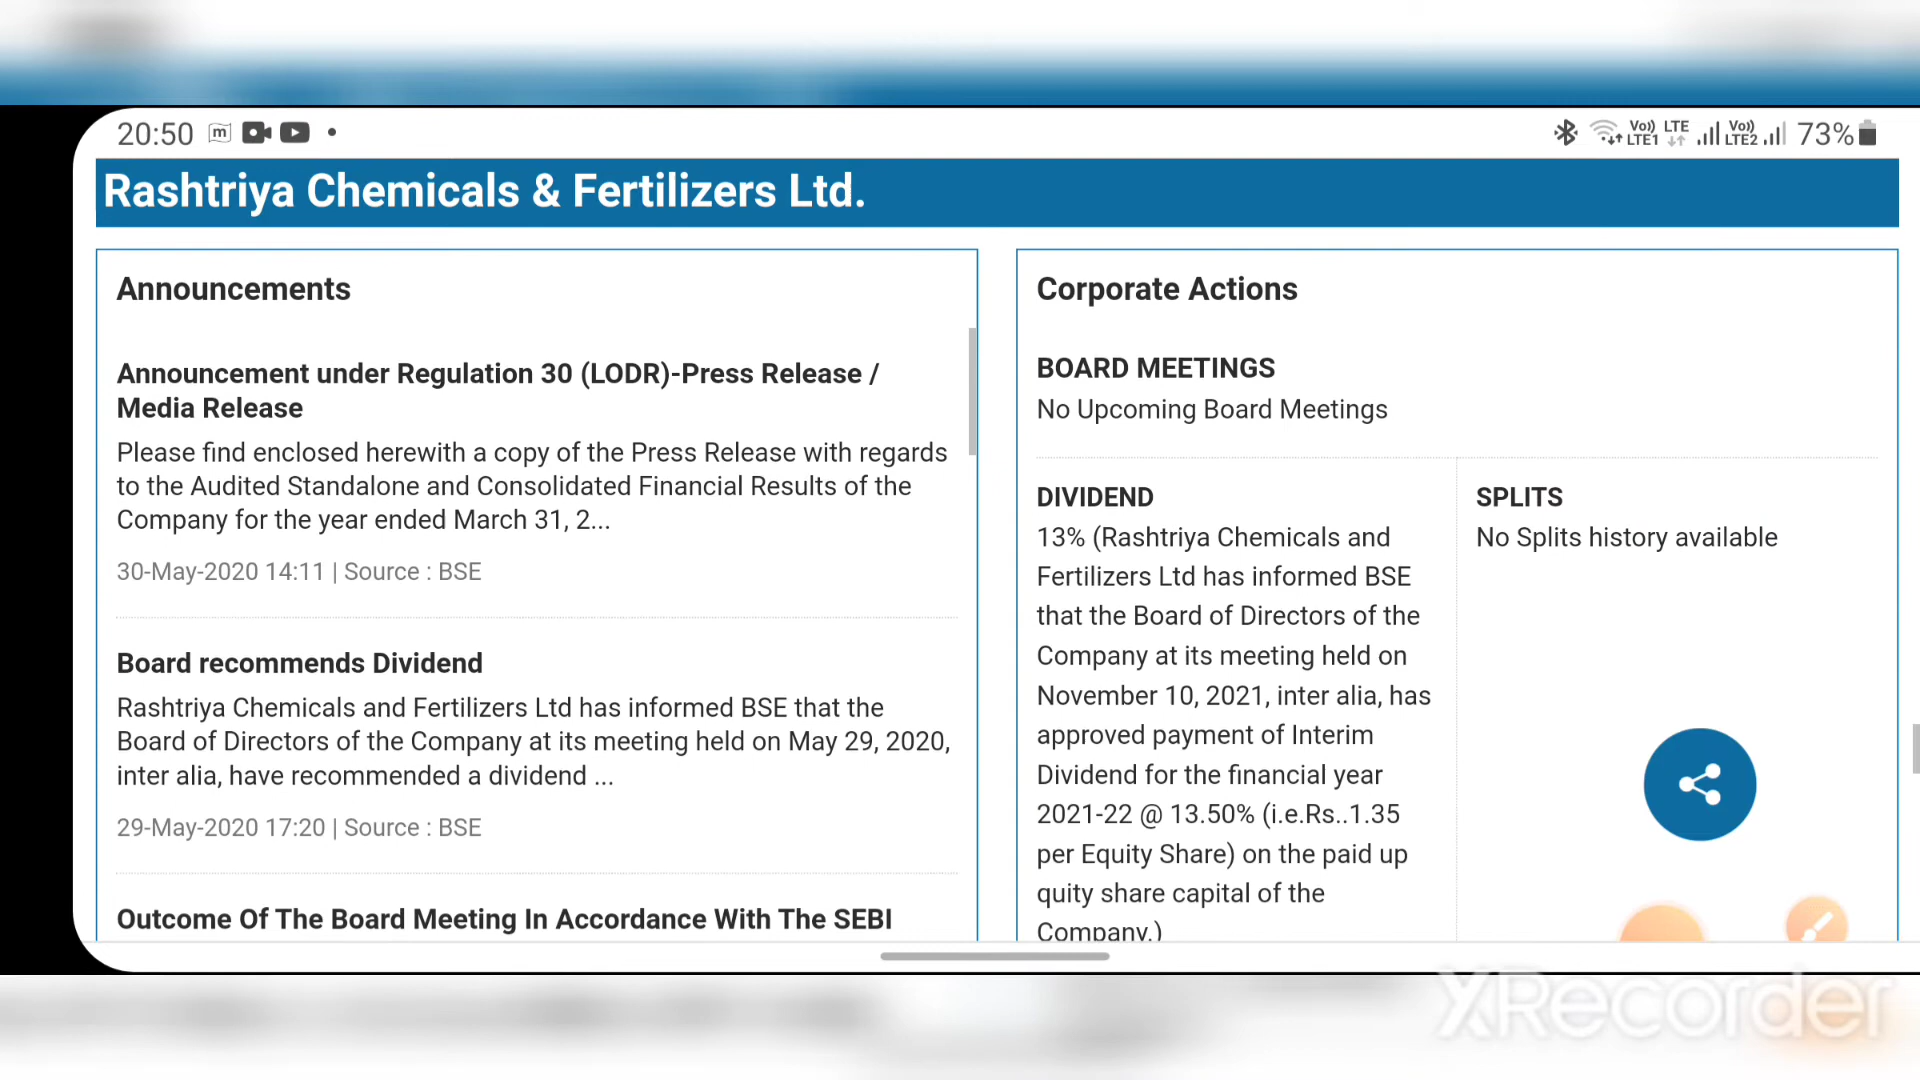 20:50
Vo)) LTE1 LTE Vo)) LTE2 73%
Rashtriya Chemicals & Fertilizers Ltd.
Announcements
Announcement under Regulation 30 (LODR)-Press Release /
Media Release
Please find enclosed herewith a copy of the Press Release with regards
to the Audited Standalone and Consolidated Financial Results of the
Company for the year ended March 31, 2...
30-May-2020 14:11 | Source : BSE
Board recommends Dividend
Rashtriya Chemicals and Fertilizers Ltd has informed BSE that the
Board of Directors of the Company at its meeting held on May 29, 2020,
inter alia, have recommended a dividend ...
29-May-2020 17:20 | Source : BSE
Outcome Of The Board Meeting In Accordance With The SEBI
Corporate Actions
BOARD MEETINGS
No Upcoming Board Meetings
DIVIDEND
13% (Rashtriya Chemicals and
Fertilizers Ltd has informed BSE
that the Board of Directors of the
Company at its meeting held on
November 10, 2021, inter alia, has
approved payment of Interim
Dividend for the financial year
2021-22 @ 13.50% (i.e.Rs..1.35
per Equity Share) on the paid up
quity share capital of the
Company.)
SPLITS
No Splits history available
XRecorder